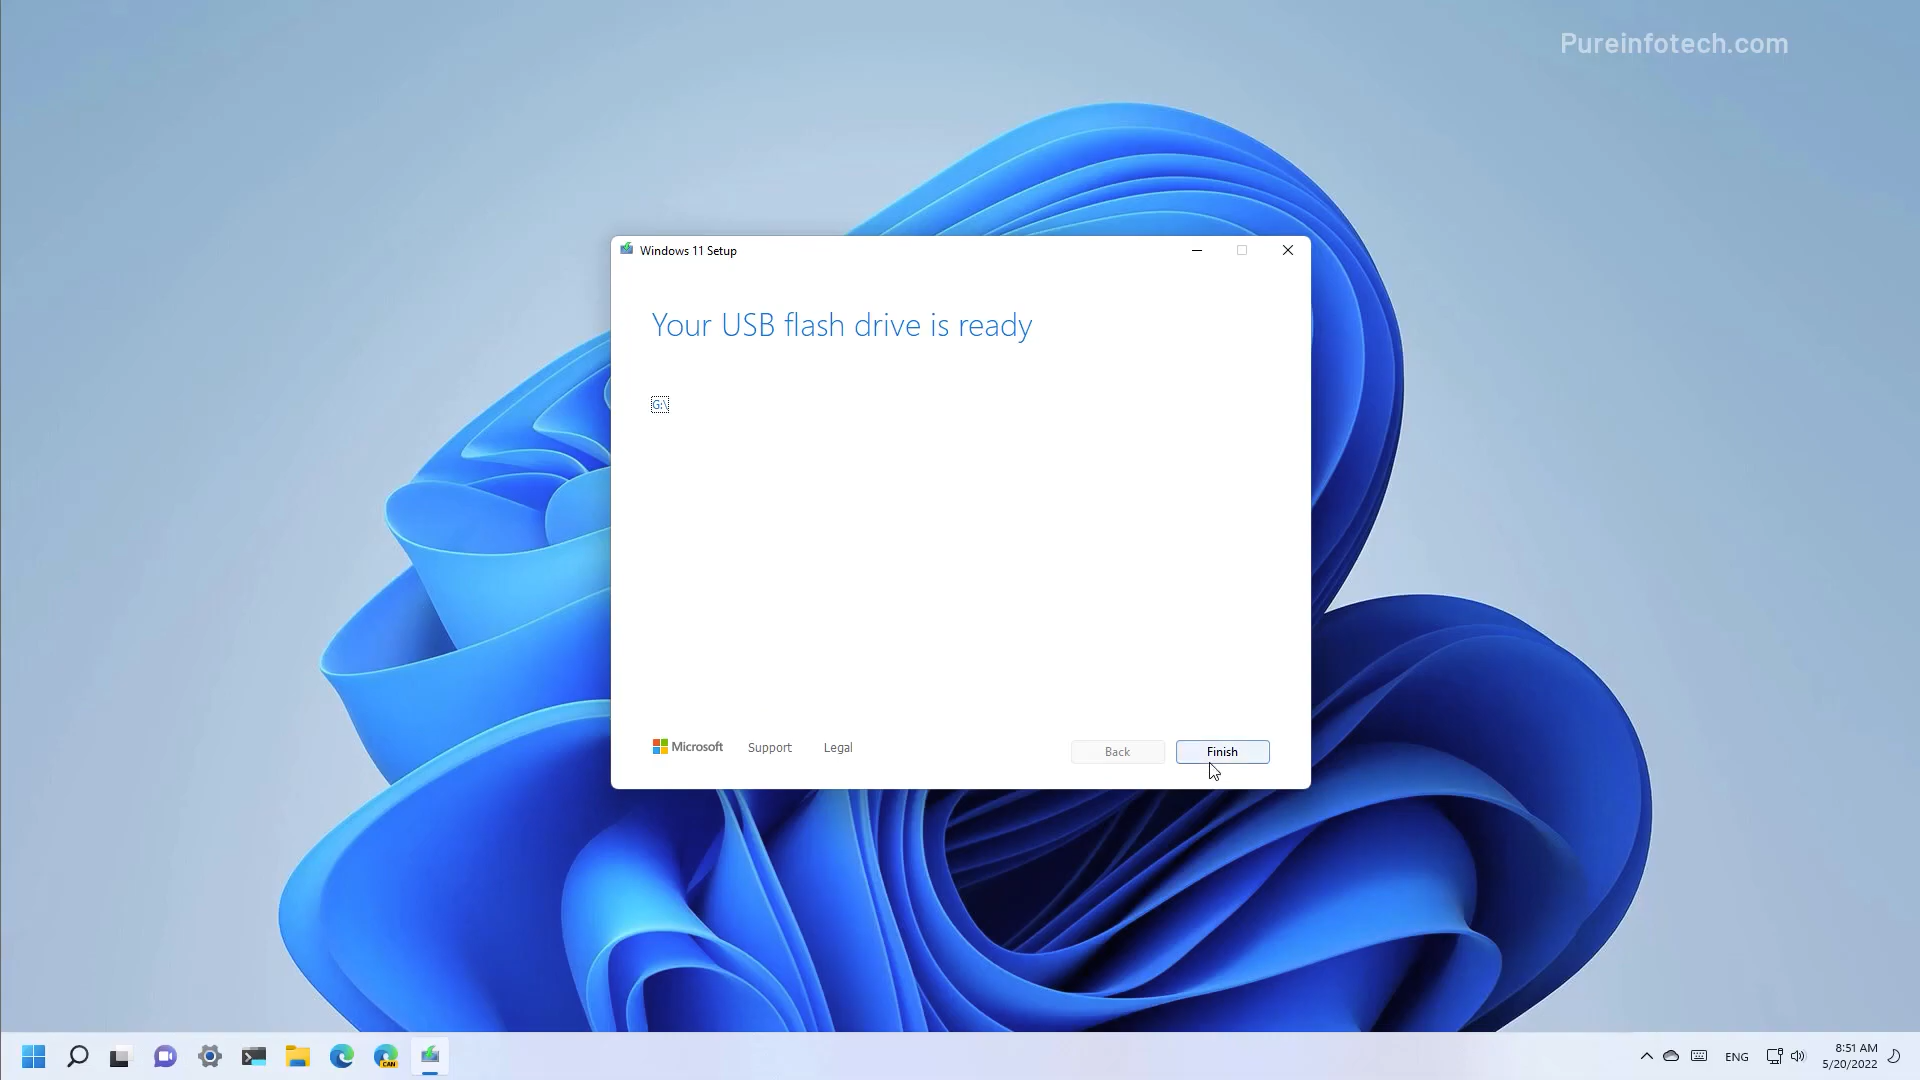 Pureinfotech.com
Windows 11 Setup
Your USB flash drive is ready
G:\
Microsoft
Support
Legal
Back
Finish
CAN
ENG
8:51 AM
5/20/2022